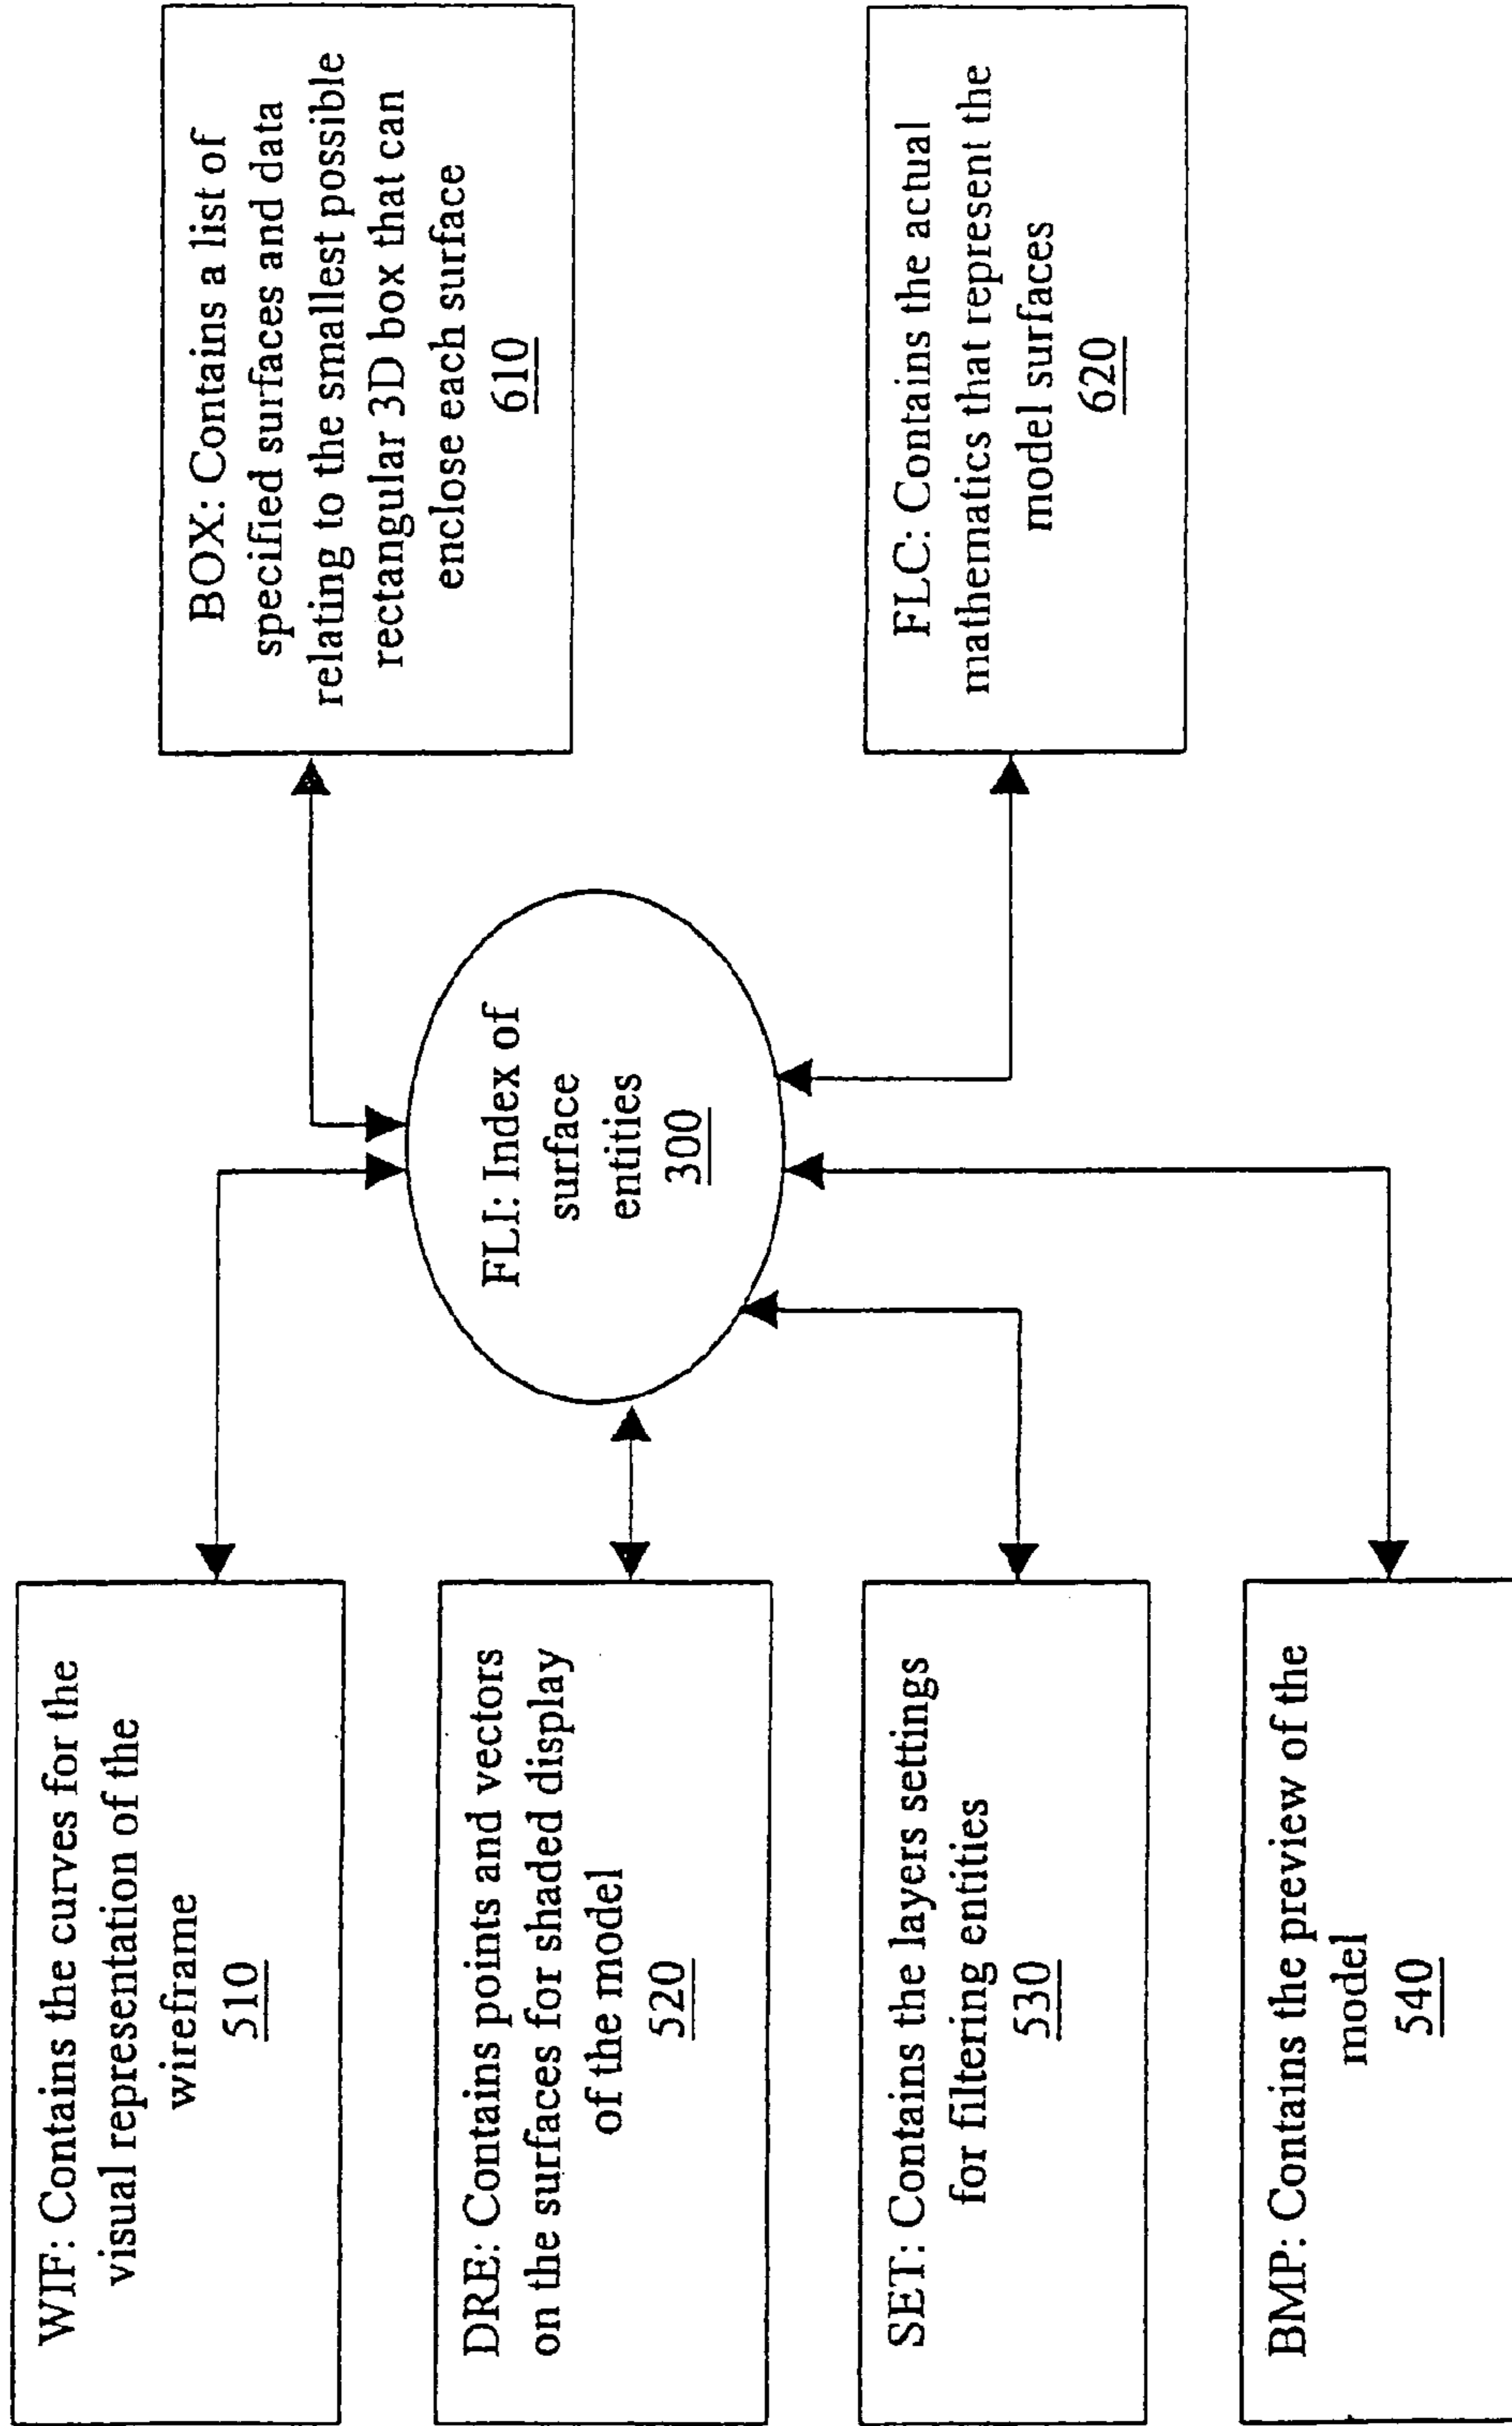 WIF: Contains the curves for the
visual representation of the
wireframe
510
DRE: Contains points and vectors
on the surfaces for shaded display
of the model
520
SET: Contains the layers settings
for filtering entities
530
BMP: Contains the preview of the
model
540
FLI: Index of
surface
entities
300
BOX: Contains a list of
specified surfaces and data
relating to the smallest possible
rectangular 3D box that can
enclose each surface
610
FLC: Contains the actual
mathematics that represent the
model surfaces
620